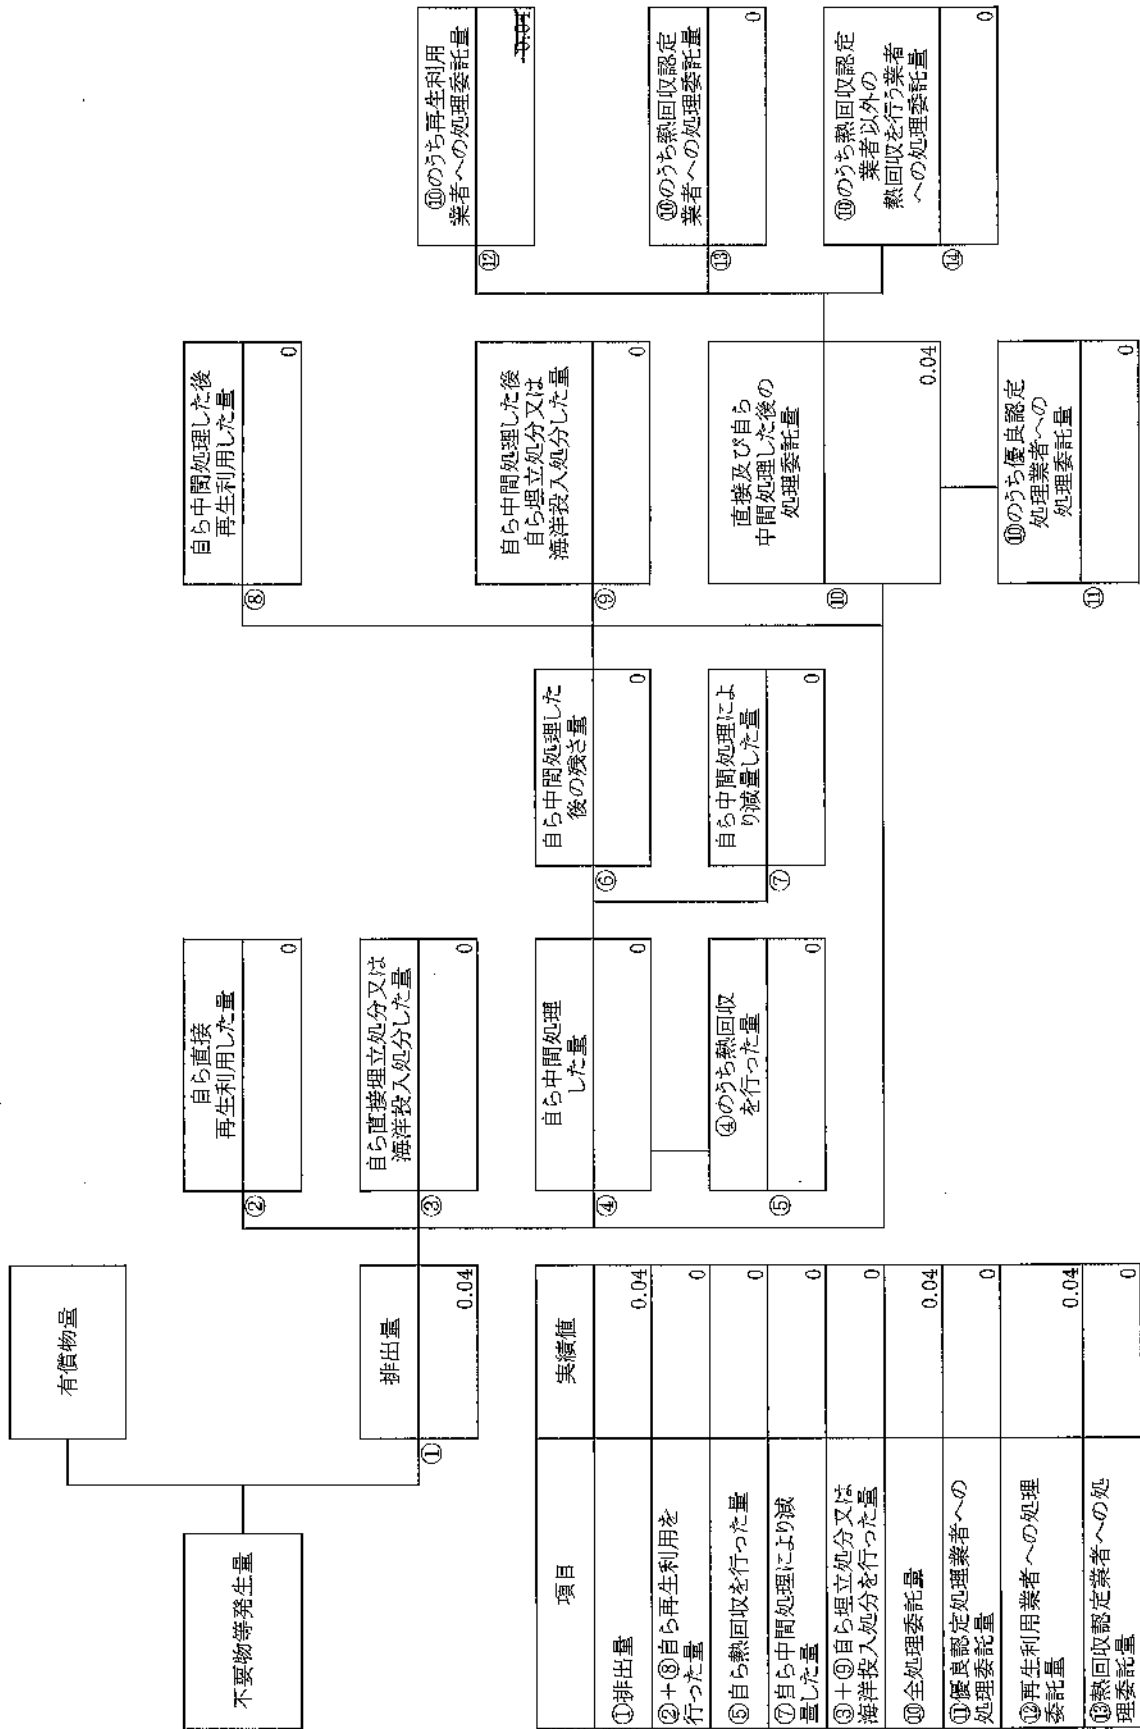 不要物等発生量
有償物量
①
排出量
0.04
②
自ら直接
再生利用した量
0
③
自ら直接埋立処分又は
海洋投入処分した量
0
④
自ら中間処理
した量
0
⑤
④のうち熱回収
を行った量
0
⑥
自ら中間処理した
後の残さ量
0
⑦
自ら中間処理によ
り減量した量
0
⑧
自ら中間処理した後
再生利用した量
0
⑨
自ら中間処理した後
自ら埋立処分又は
海洋投入処分した量
0
⑩
直接及び自ら
中間処理した後の
処理委託量
0.04
⑪
⑩のうち優良認定
処理業者への
処理委託量
0
⑫
⑩のうち再生利用
業者への処理委託量
0.04
⑬
⑩のうち熱回収認定
業者への処理委託量
0
⑭
⑩のうち熱回収認定
業者以外の
熱回収を行う業者
への処理委託量
0
項目 実績値
①排出量 0.04
②+⑧自ら再生利用を
行った量 0
⑤自ら熱回収を行った量 0
⑦自ら中間処理により減
量した量 0
③+⑨自ら埋立処分又は
海洋投入処分を行った量 0
⑩全処理委託量 0.04
⑪優良認定処理業者への
処理委託量 0
⑫再生利用業者への処理
委託量 0.04
⑬熱回収認定業者への処
理委託量 0